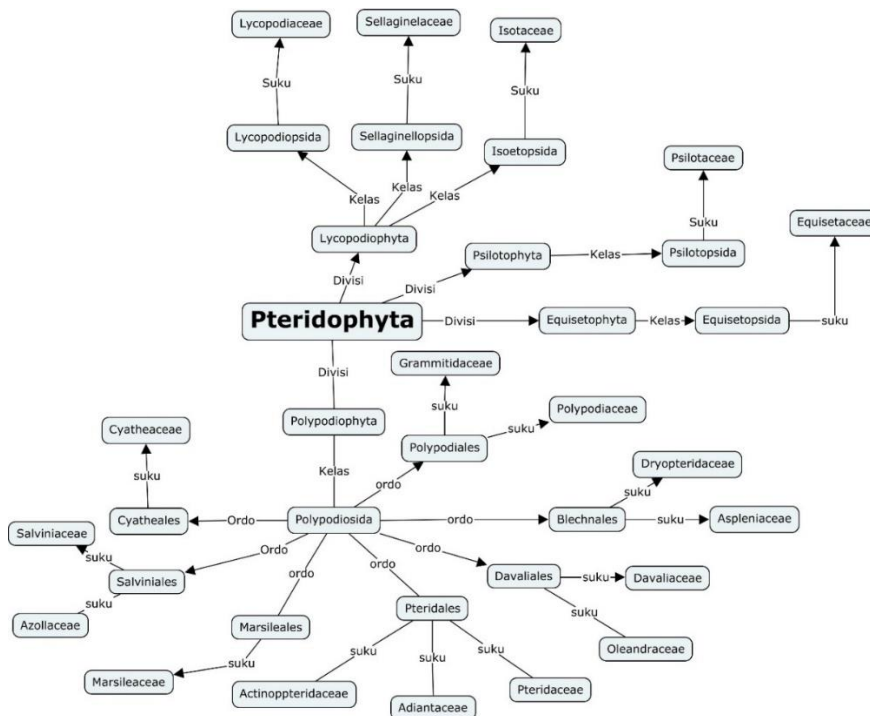 Lycopodiaceae
Sellaginelaceae
Isotaceae
Suku
Suku
Suku
Lycopodiopsida
Sellaginellopsida
Isoetopsida
Psilotaceae
Kelas
Kelas
Kelas
Suku
Equisetaceae
Lycopodiophyta
Psilotophyta
Kelas
Psilotopsida
Divisi
Divisi
Pteridophyta
Divisi
Equisetophyta
Kelas
Equisetopsida
suku
Divisi
Grammitidaceae
suku
Polypodiaceae
Polypodiophyta
suku
Cyatheaceae
Polypodiales
Kelas
suku
ordo
Dryopteridaceae
suku
Cyatheales
Ordo
Polypodiosida
ordo
Blechnales
suku
Aspleniaceae
Salviniaceae
suku
Ordo
ordo
ordo
ordo
Salviniales
Davaliales
suku
Davaliaceae
suku
Azollaceae
Marsileales
Pteridales
suku
Oleandraceae
suku
suku
suku
suku
Marsileaceae
Actinoppteridaceae
Adiantaceae
Pteridaceae